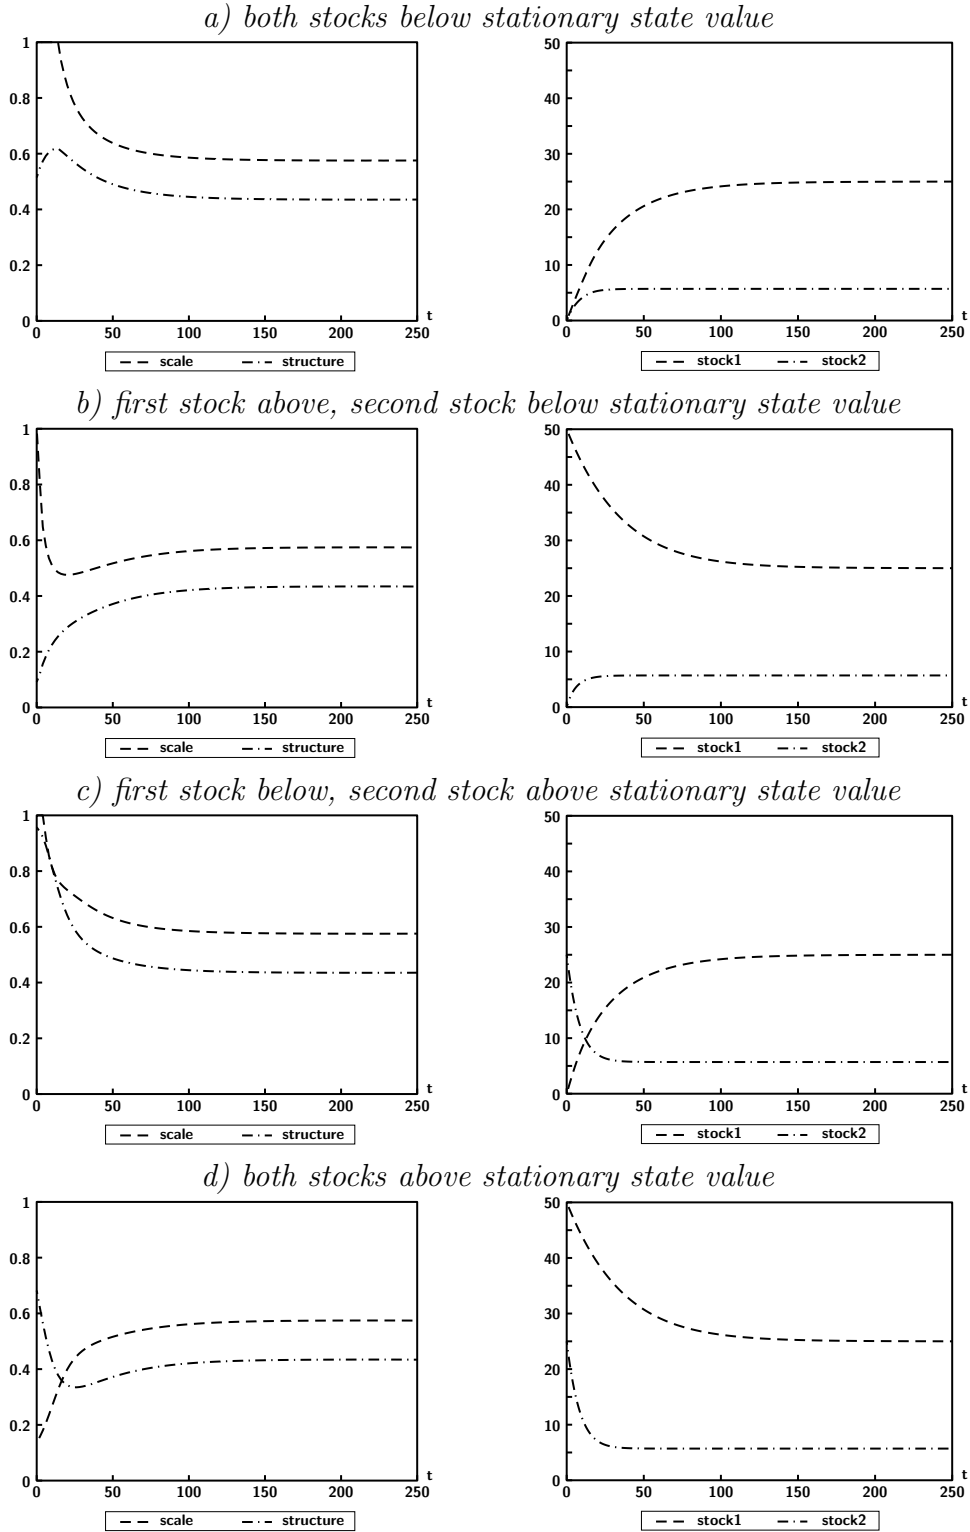 a) both stocks below stationary state value
1
0.8
0.6
0.4
0.2
0
0 50 100 150 200 250
t
scale structure
50
40
30
20
10
0
0 50 100 150 200 250
t
stock1 stock2
b) first stock above, second stock below stationary state value
1
0.8
0.6
0.4
0.2
0
0 50 100 150 200 250
t
scale structure
50
40
30
20
10
0
0 50 100 150 200 250
t
stock1 stock2
c) first stock below, second stock above stationary state value
1
0.8
0.6
0.4
0.2
0
0 50 100 150 200 250
t
scale structure
50
40
30
20
10
0
0 50 100 150 200 250
t
stock1 stock2
d) both stocks above stationary state value
1
0.8
0.6
0.4
0.2
0
0 50 100 150 200 250
t
scale structure
50
40
30
20
10
0
0 50 100 150 200 250
t
stock1 stock2